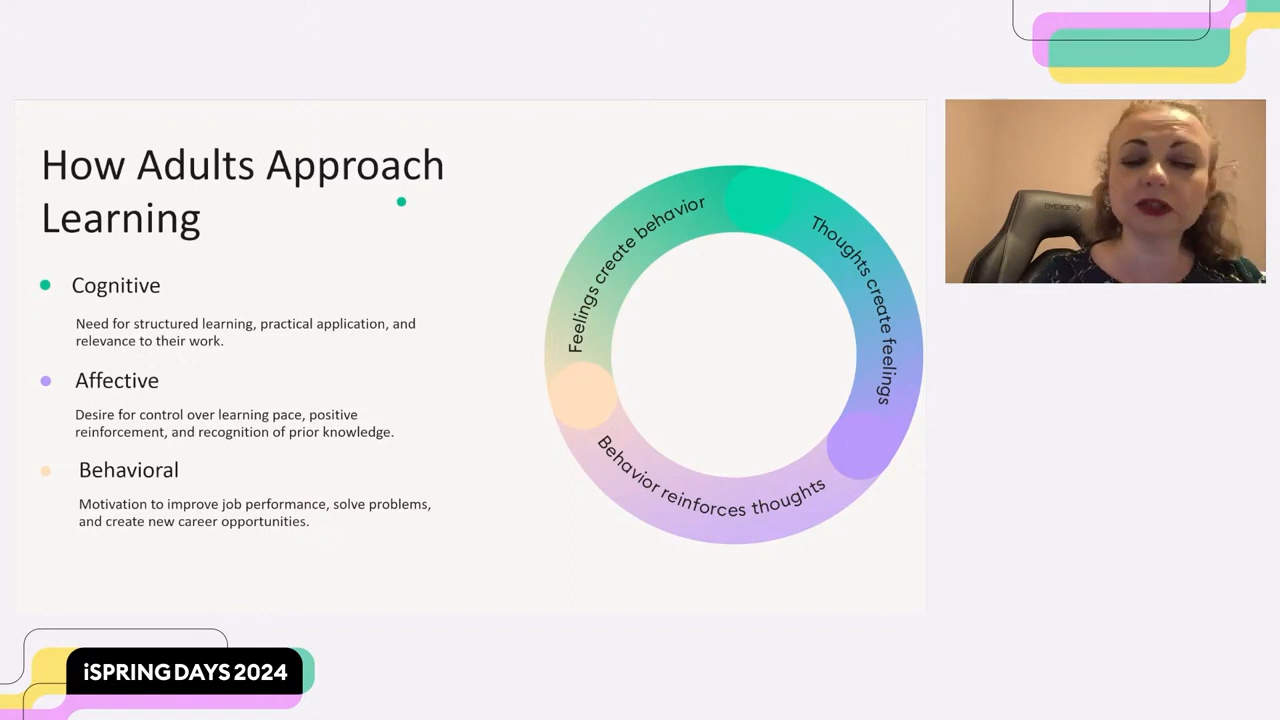 How Adults Approach
Learning
Cognitive
Need for structured learning, practical application, and
relevance to their work.
Affective
Desire for control over learning pace, positive
reinforcement, and recognition of prior knowledge.
Behavioral
Motivation to improve job performance, solve problems,
and create new career opportunities.
Feelings create behavior
Thoughts create feelings
Behavior reinforces thoughts
EMERGE
iSPRING DAYS 2024